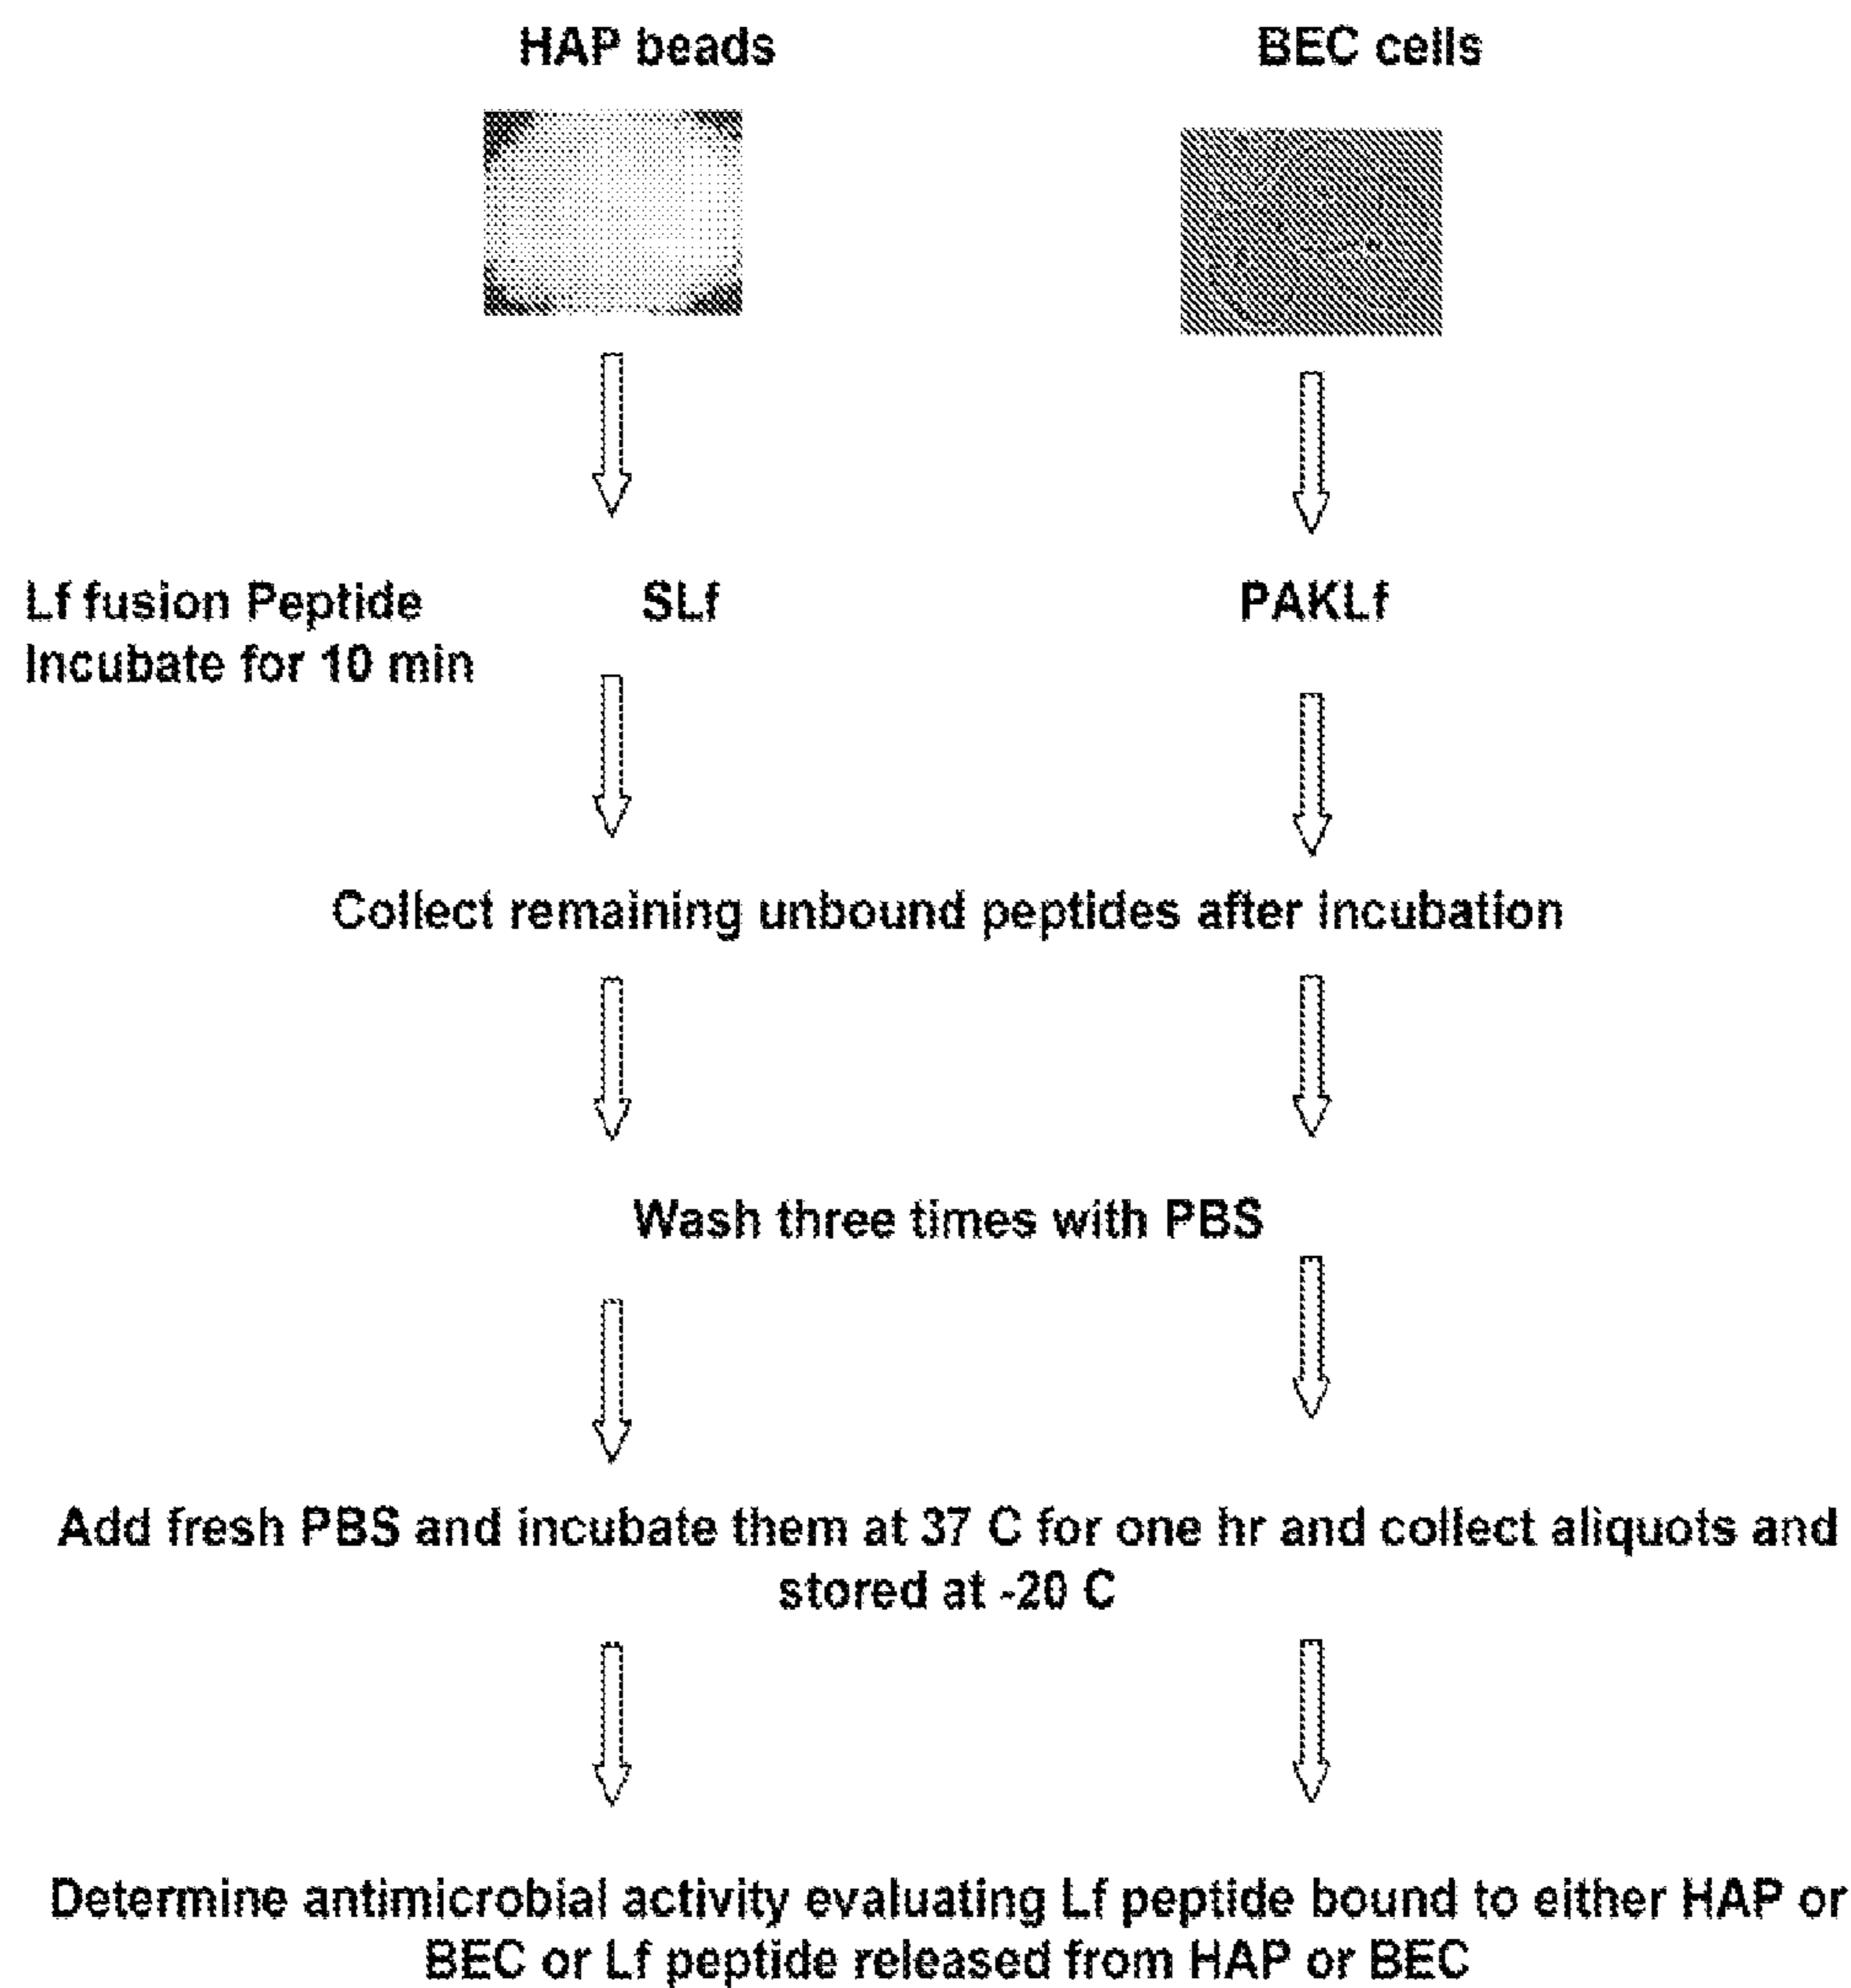 HAP beads BEC cells
Lf fusion Peptide SLf PAKLf
Incubate for 10 min
Collect remaining unbound peptides after incubation
Wash three times with PBS
Add fresh PBS and incubate them at 37 C for one hr and collect aliquots and
stored at -20 C
Determine antimicrobial activity evaluating Lf peptide bound to either HAP or
BEC or Lf peptide released from HAP or BEC